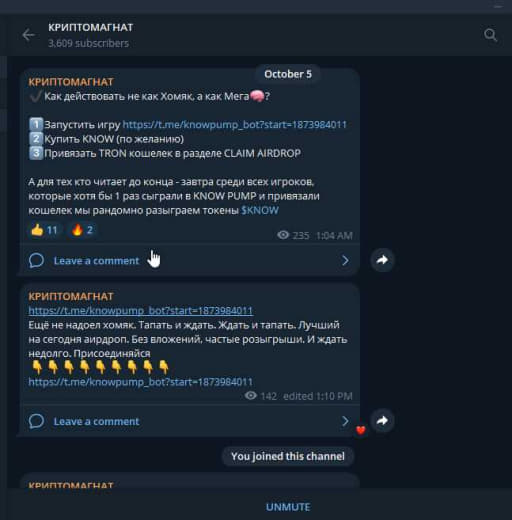 КРИПТОМАГНАТ
3,609 subscribers
October 5
КРИПТОМАГНАТ
✔️Как действовать не как Хомяк, а как Мега🧠?
1️⃣Запустить игру https://t.me/knowpump_bot?start=1873984011
2️⃣Купить KNOW (по желанию)
3️⃣Привязать TRON кошелек в разделе CLAIM AIRDROP
А для тех кто читает до конца - завтра среди всех игроков,
которые хотя бы 1 раз сыграли в KNOW PUMP и привязали
кошелек мы рандомно разыграем токены $KNOW
👍 11 🔥 2
235 1:04 AM
Leave a comment
КРИПТОМАГНАТ
https://t.me/knowpump_bot?start=1873984011
Ещё не надоел хомяк. Тапать и ждать. Ждать и тапать. Лучший
на сегодня аирдроп. Без вложений, частые розыгрыши. И ждать
недолго. Присоединяйся
👇👇👇👇👇👇👇👇👇
https://t.me/knowpump_bot?start=1873984011
142 edited 1:10 PM
Leave a comment
You joined this channel
КРИПТОМАГНАТ
UNMUTE